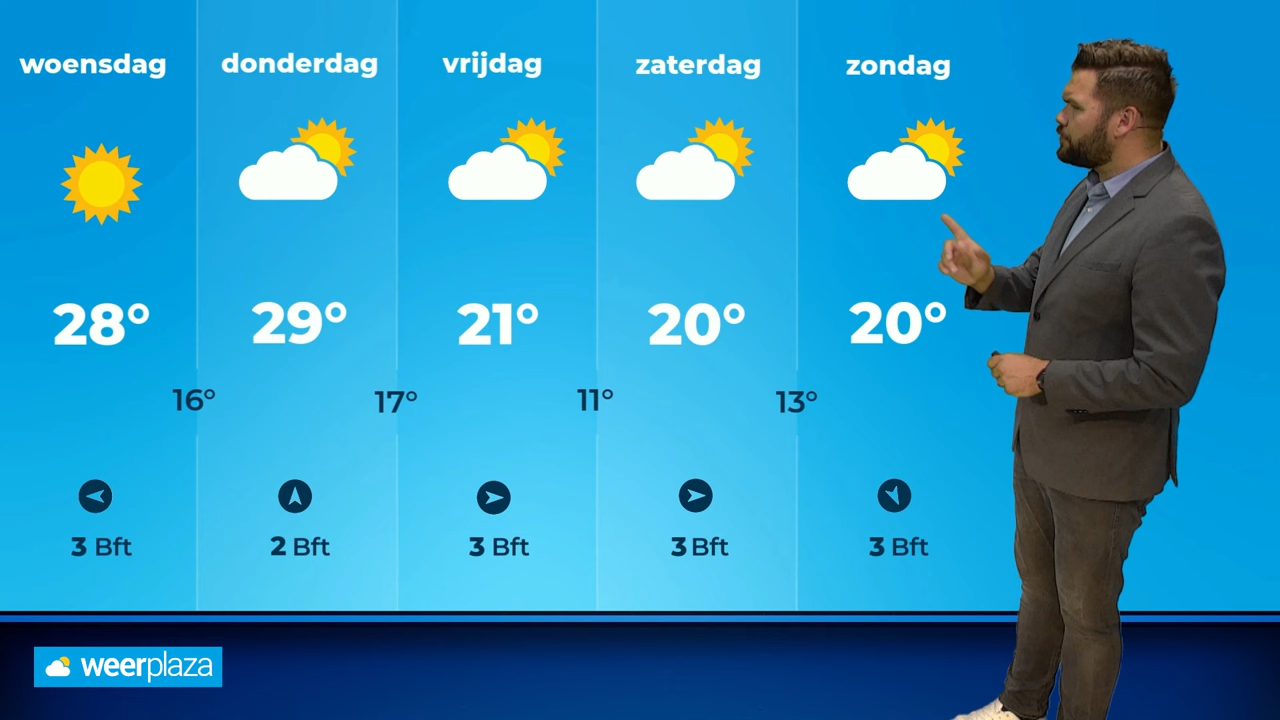 woensdag donderdag vrijdag zaterdag zondag
28° 29° 21° 20° 20°
16° 17° 11° 13°
3 Bft 2 Bft 3 Bft 3 Bft 3 Bft
weerplaza